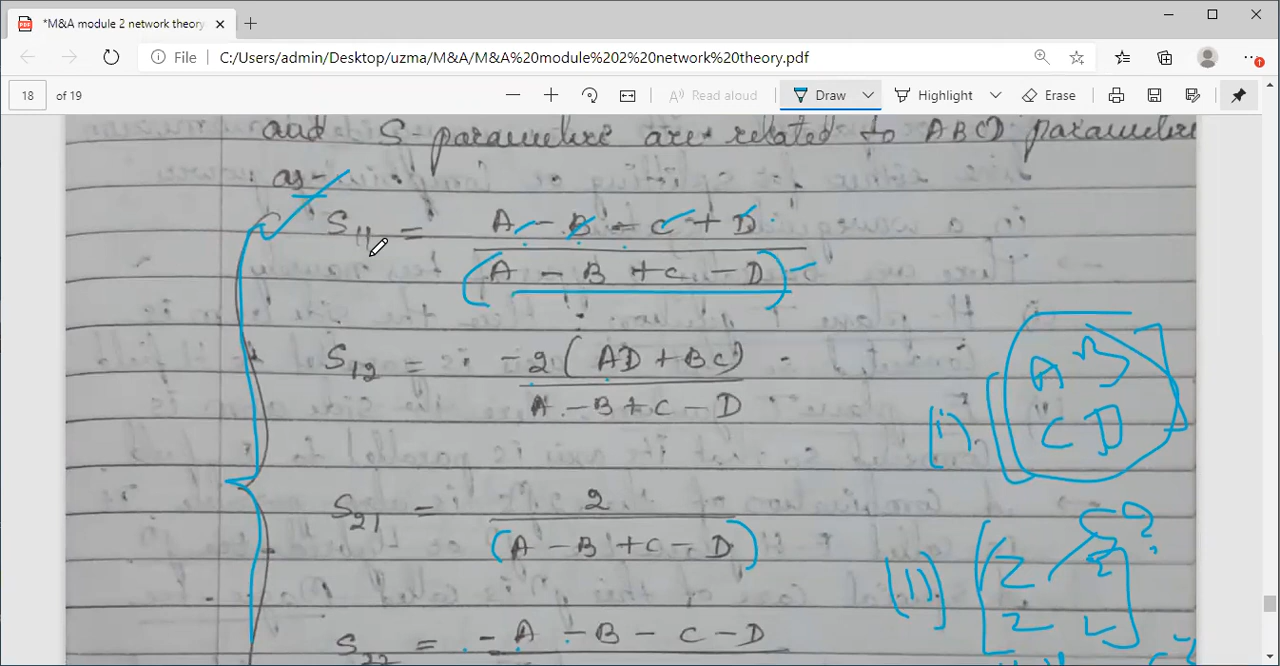 *M&A module 2 network theory
File C:/Users/admin/Desktop/uzma/M&A/M&A%20module%202%20network%20theory.pdf
18 of 19 Read aloud Draw Highlight Erase
and S-parameters are related to ABCD parameters
as-
S11 = A - B - C + D
A - B + C - D
S12 = -2 (AD + BC)
A - B + C - D
A B
(i) C D
S21 = 2
(A - B + C - D)
(11) Z
Z
S22 = -A - B - C - D